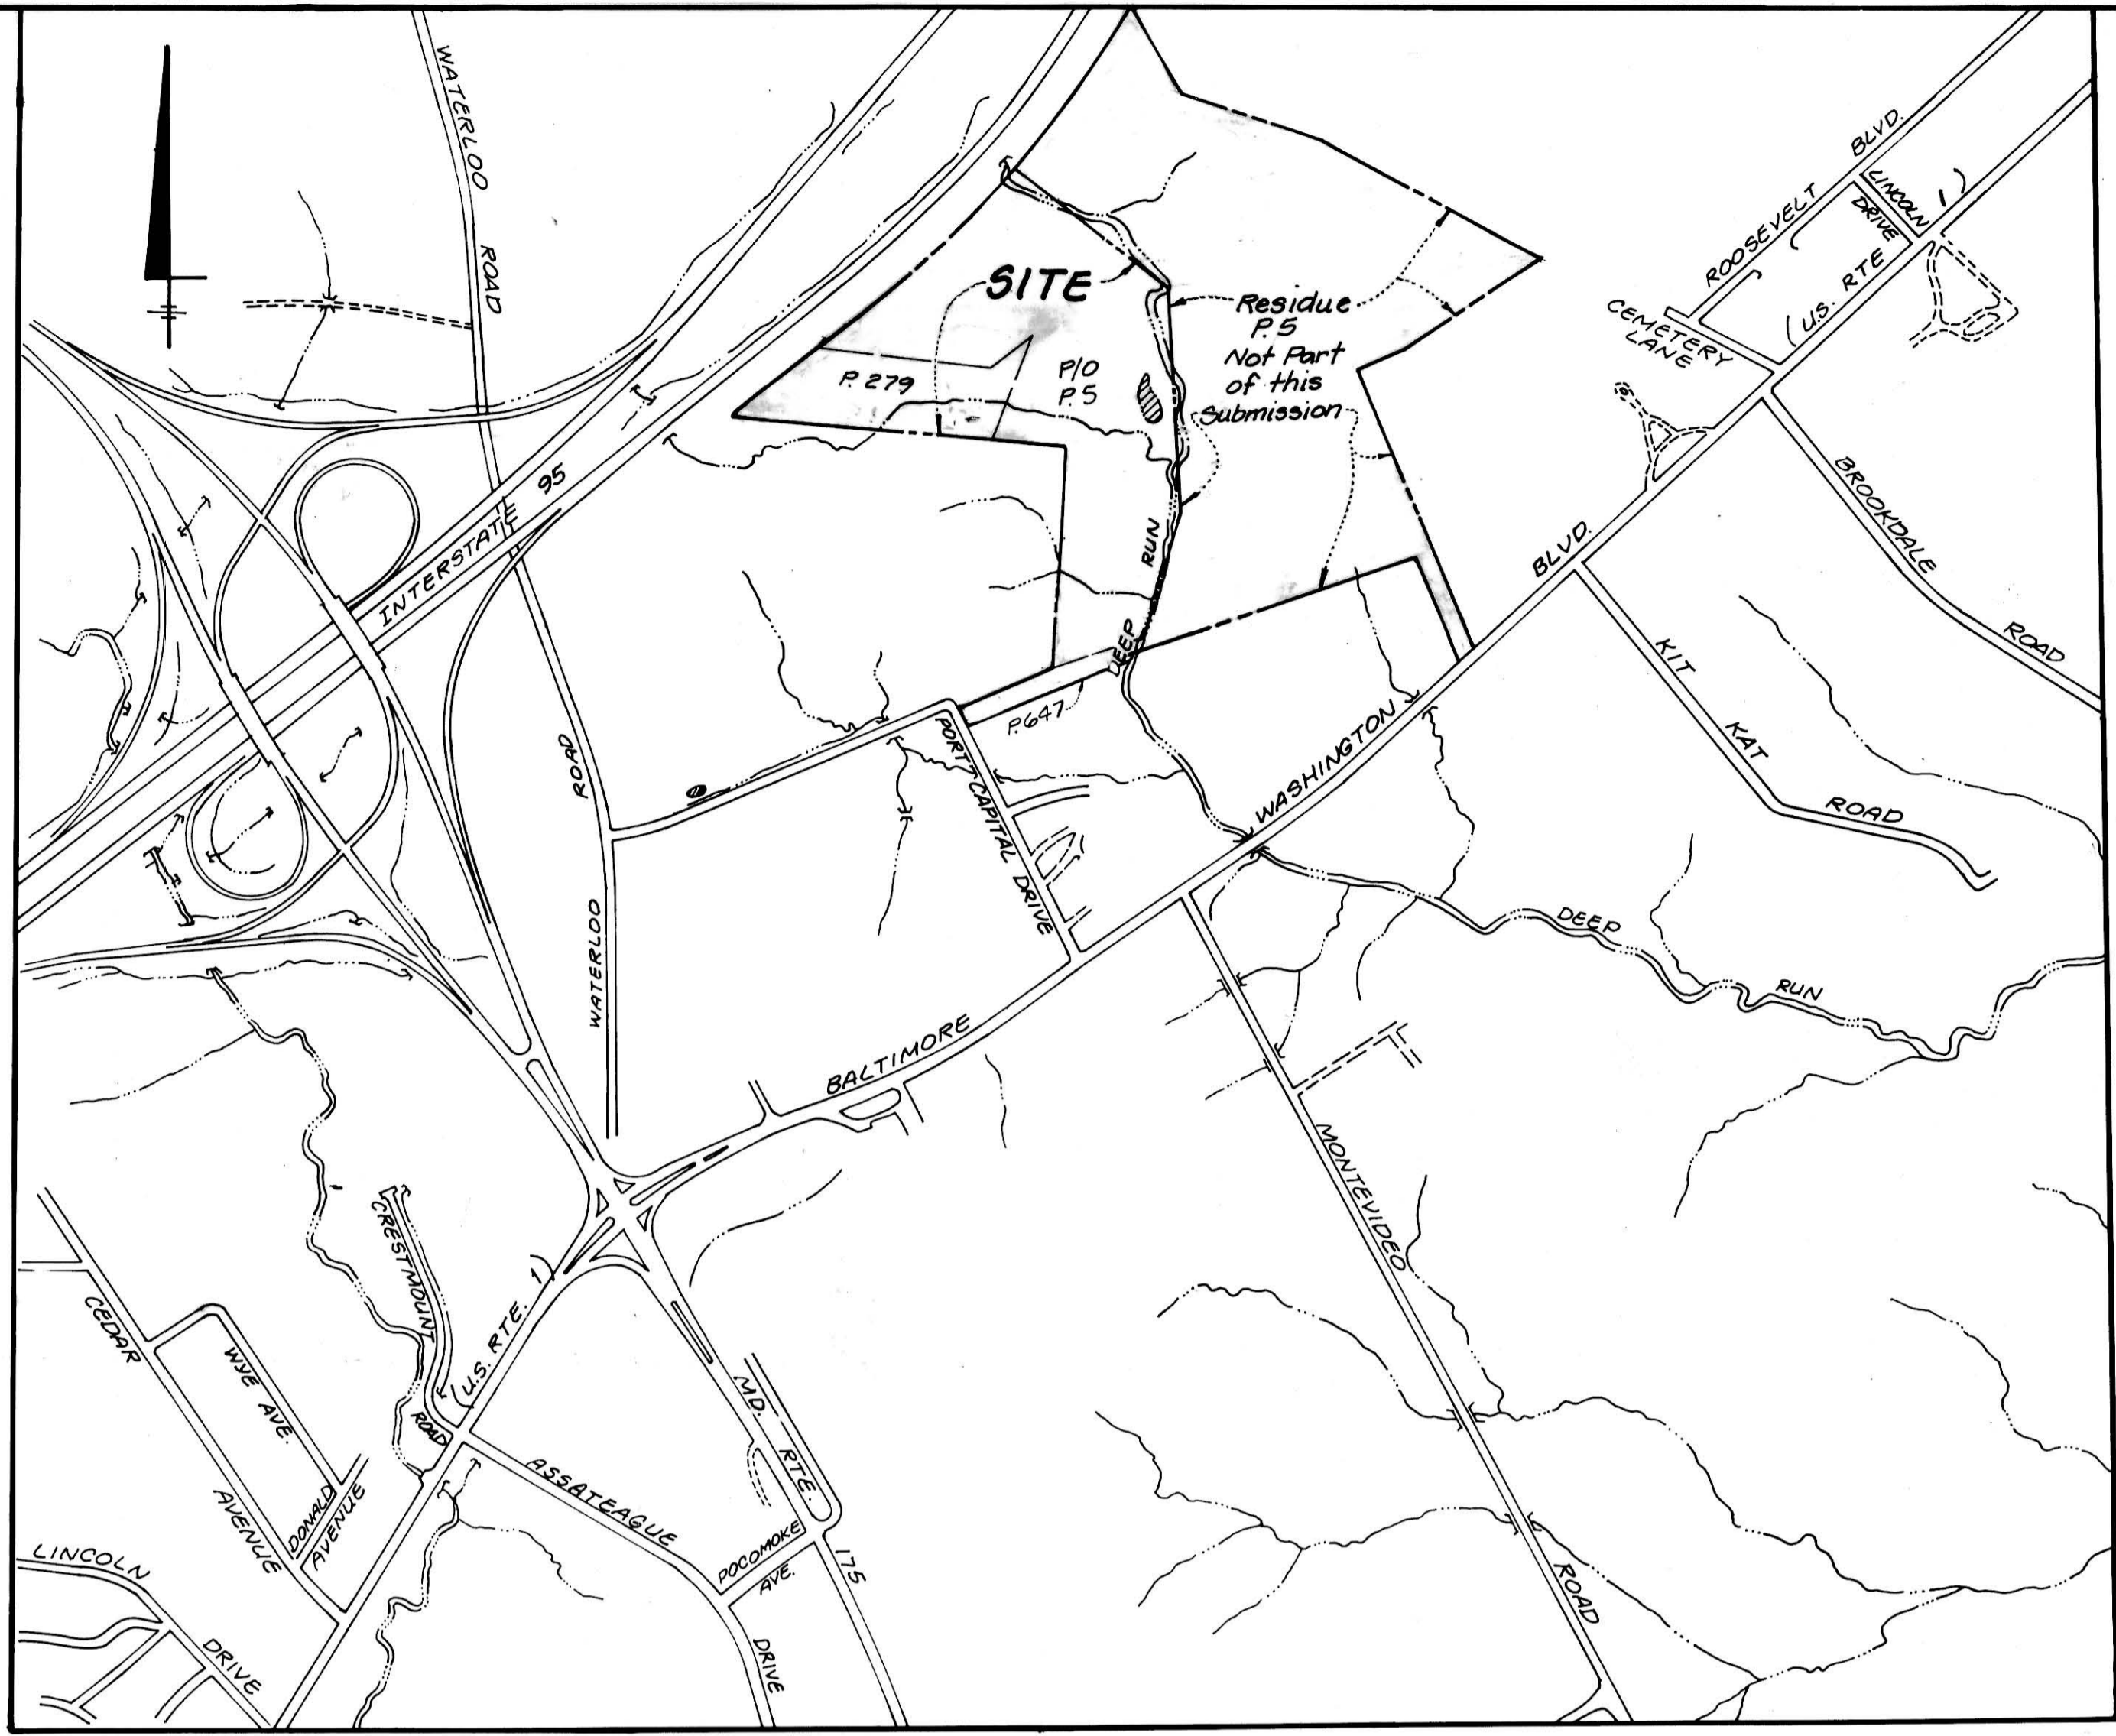 WATERLOO
ROAD
INTERSTATE 95
SITE
P. 279
P/O
P. 5
Residue
P. 5
Not Part
of this
Submission
ROOSEVELT BLVD.
LINCOLN
DRIVE
(U.S. RTE 1)
CEMETERY
LANE
BROOKDALE ROAD
DEEP RUN
P. 647
ROAD
WATERLOO
PORT CAPITAL DRIVE
BALTIMORE WASHINGTON BLVD.
KIT KAT ROAD
DEEP RUN
MONTEVIDEO ROAD
CRESTMOUNT
ROAD
(U.S. RTE. 1)
CEDAR
AVENUE
WYE AVE.
DONALD
AVENUE
LINCOLN
DRIVE
ASSATEAGUE
DRIVE
POCOMOKE
AVE.
MD. RTE. 175